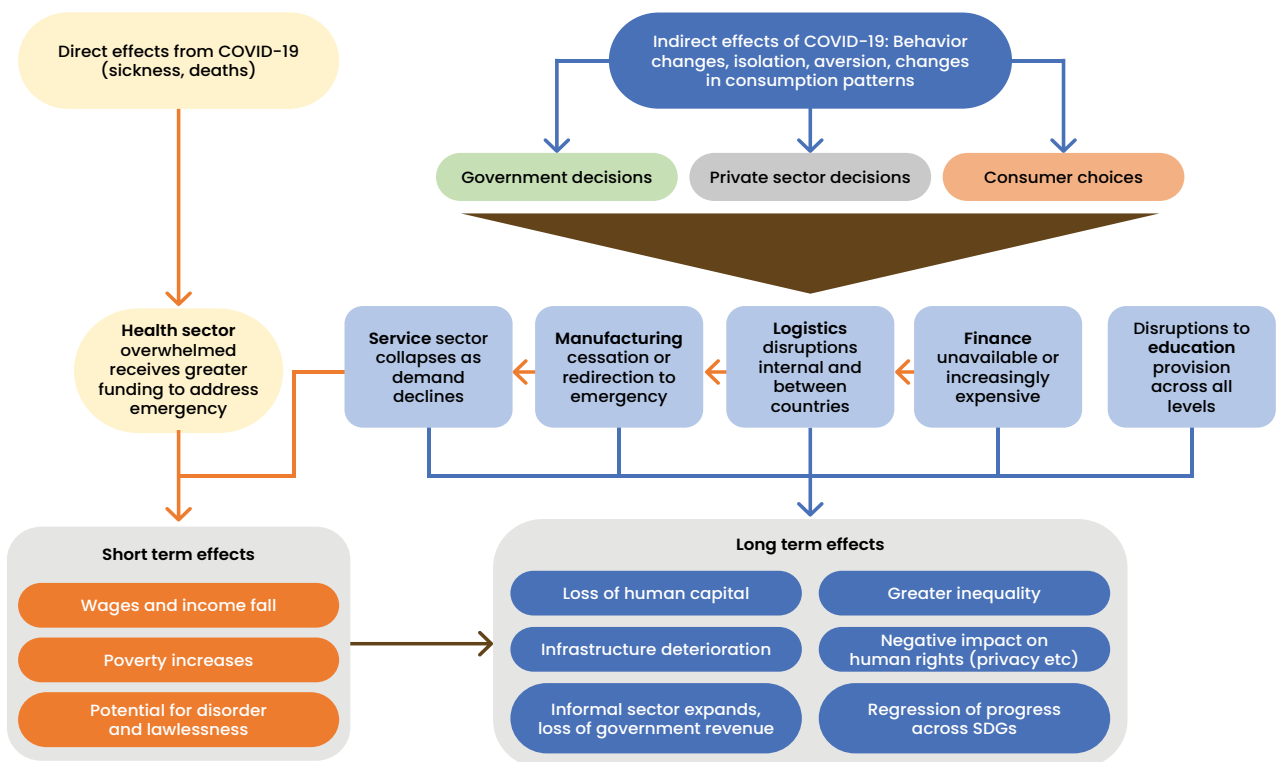 Direct effects from COVID-19
(sickness, deaths)
Indirect effects of COVID-19: Behavior
changes, isolation, aversion, changes
in consumption patterns
Government decisions
Private sector decisions
Consumer choices
Health sector
overwhelmed
receives greater
funding to address
emergency
Service sector
collapses as
demand
declines
Manufacturing
cessation or
redirection to
emergency
Logistics
disruptions
internal and
between
countries
Finance
unavailable or
increasingly
expensive
Disruptions to
education
provision
across all
levels
Short term effects
Wages and income fall
Poverty increases
Potential for disorder
and lawlessness
Long term effects
Loss of human capital
Greater inequality
Infrastructure deterioration
Negative impact on
human rights (privacy etc)
Informal sector expands,
loss of government revenue
Regression of progress
across SDGs